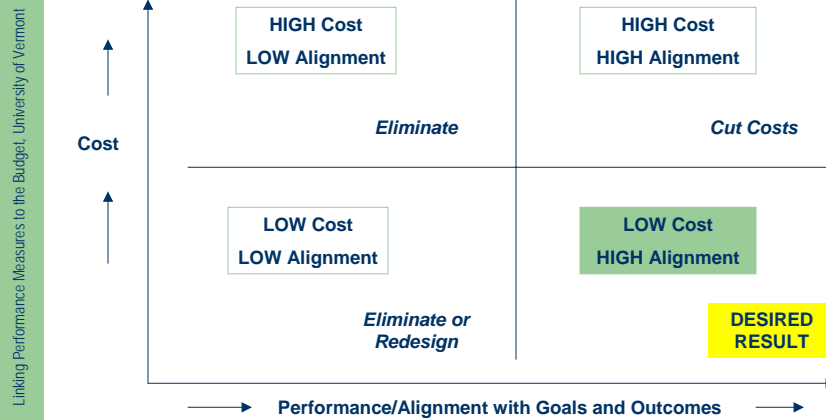 Linking Performance Measures to the Budget, University of Vermont
HIGH Cost
LOW Alignment
HIGH Cost
HIGH Alignment
Eliminate
Cut Costs
Cost
LOW Cost
LOW Alignment
LOW Cost
HIGH Alignment
Eliminate or
Redesign
DESIRED
RESULT
Performance/Alignment with Goals and Outcomes